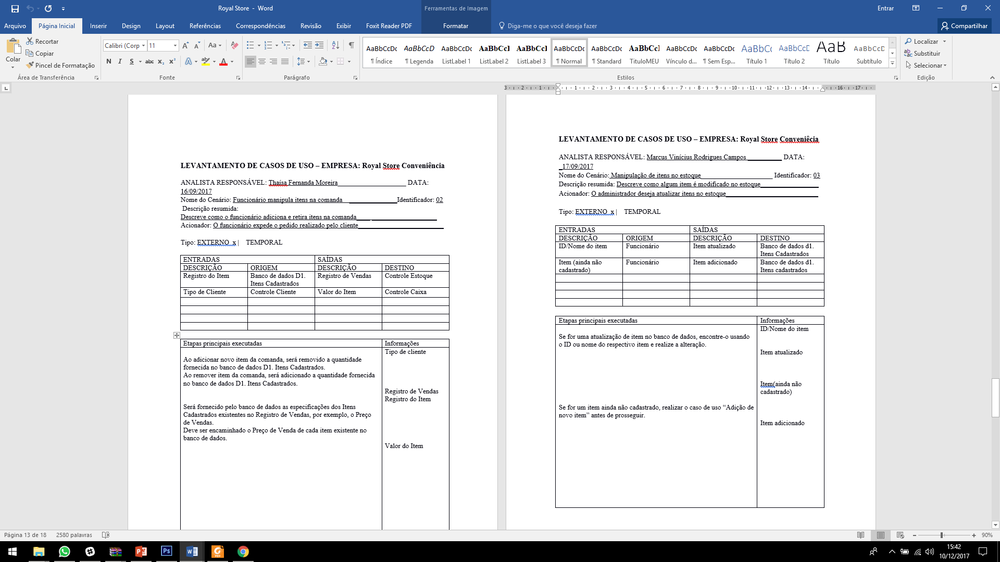 Royal Store - Word
Ferramentas de Imagem
Entrar
Arquivo
Página Inicial
Inserir
Design
Layout
Referências
Correspondências
Revisão
Exibir
Foxit Reader PDF
Formatar
Diga-me o que você deseja fazer
Compartilhar
Colar
Recortar
Copiar
Pincel de Formatação
Área de Transferência
Calibri (Corp
11
Aa
N I S abc x₂ x²
Fonte
Parágrafo
AaBbCcDc
¶ Índice
AaBbCcD
¶ Legenda
AaBbCcDc
ListLabel 1
AaBbCcI
ListLabel 2
AaBbCcI
ListLabel 3
AaBbCcDc
¶ Normal
AaBbCcDc
¶ Standard
AaBbCcI
TituloMEU
AaBbCcDc
Vínculo d...
AaBbCcDc
¶ Sem Esp...
AaBbCc
Título 1
AaBbCcD
Título 2
AaB
Título
AaBbCcD
Subtítulo
Estilos
Localizar
Substituir
Selecionar
Edição
3 2 1 1 2 3 4 5 6 7 8 9 10 11 12 13 14 16 17
LEVANTAMENTO DE CASOS DE USO – EMPRESA: Royal Store Conveniência
ANALISTA RESPONSÁVEL: Thaísa Fernanda Moreira____________________ DATA:
16/09/2017
Nome do Cenário: Funcionário manipula itens na comanda ______________Identificador: 02
Descrição resumida:
Descreve como o funcionário adiciona e retira itens na comanda_______________________
Acionador: O funcionário expede o pedido realizado pelo cliente_________________________
Tipo: EXTERNO x | TEMPORAL
ENTRADAS SAÍDAS
DESCRIÇÃO ORIGEM DESCRIÇÃO DESTINO
Registro do Item Banco de dados D1. Registro de Vendas Controle Estoque
Itens Cadastrados
Tipo de Cliente Controle Cliente Valor do Item Controle Caixa
Etapas principais executadas Informações
Tipo de cliente
Ao adicionar novo item da comanda, será removido a quantidade
fornecida no banco de dados D1. Itens Cadastrados.
Ao remover item da comanda, será adicionado a quantidade fornecida
no banco de dados D1. Itens Cadastrados.
Registro de Vendas
Registro do Item
Será fornecido pelo banco de dados as especificações dos Itens
Cadastrados existentes no Registro de Vendas, por exemplo, o Preço
de Vendas.
Deve ser encaminhado o Preço de Venda de cada item existente no
banco de dados.
Valor do Item
LEVANTAMENTO DE CASOS DE USO – EMPRESA: Royal Store Conveniêcia
ANALISTA RESPONSÁVEL: Marcus Vinícius Rodrigues Campos__________ DATA:
_17/09/2017
Nome do Cenário: Manipulação de itens no estoque_____________________ Identificador: 03
Descrição resumida: Descreve como algum item é modificado no estoque_________________
Acionador: O administrador deseja atualizar itens no estoque___________________________
Tipo: EXTERNO x | TEMPORAL
ENTRADAS SAÍDAS
DESCRIÇÃO ORIGEM DESCRIÇÃO DESTINO
ID/Nome do item Funcionário Item atualizado Banco de dados d1.
Itens Cadastrados
Item (ainda não Funcionário Item adicionado Banco de dados d1.
cadastrado) Itens cadastrados
Etapas principais executadas Informações
ID/Nome do item
Se for uma atualização de item no banco de dados, encontre-o usando
o ID ou nome do respectivo item e realize a alteração.
Item atualizado
Item(ainda não
cadastrado)
Se for um item ainda não cadastrado, realizar o caso de uso “Adição de
novo item” antes de prosseguir.
Item adicionado
Página 13 de 18
2580 palavras
90%
15:42
10/12/2017